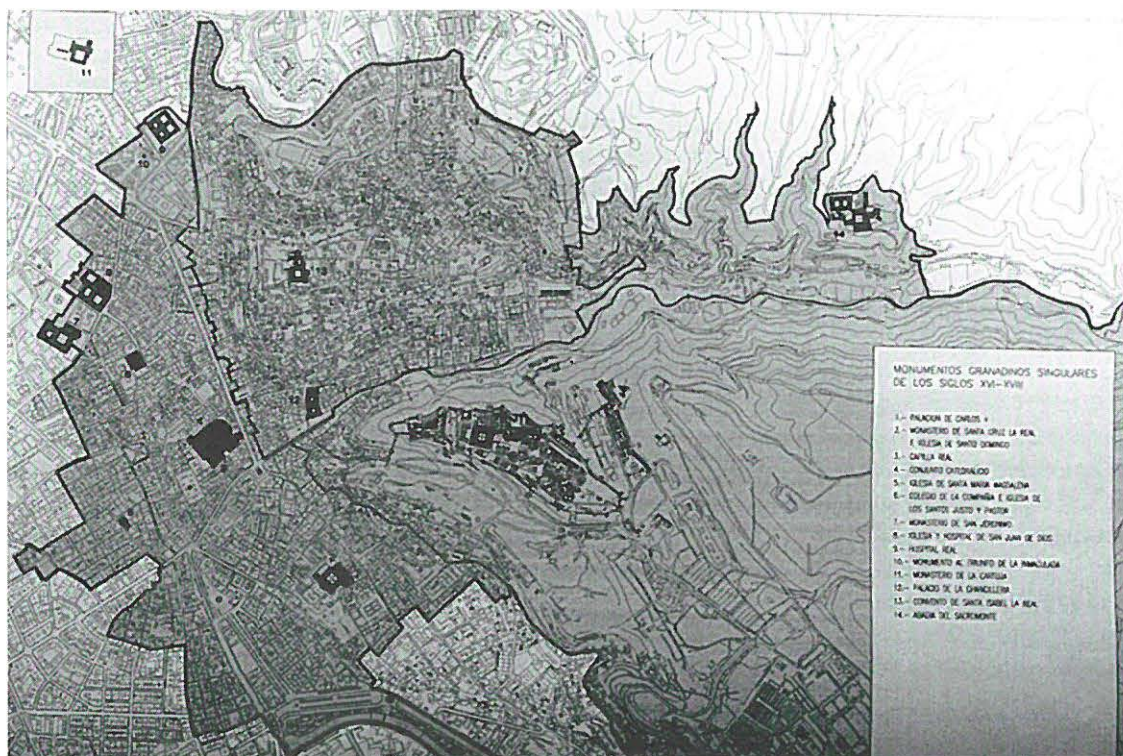 11
10
9
14
7
12
MONUMENTOS GRANADINOS SINGULARES
DE LOS SIGLOS XVI-XVIII
1.- PALACION DE CARLOS V
2.- MONASTERIO DE SANTA CRUZ LA REAL
E IGLESIA DE SANTO DOMINGO
3.- CAPILLA REAL
4.- CONJUNTO CATEDRALICIO
5.- IGLESIA DE SANTA MARIA MAGDALENA
6.- COLEGIO DE LA COMPAÑIA E IGLESIA DE
LOS SANTOS JUSTO Y PASTOR
7.- MONASTERIO DE SAN JERONIMO
8.- IGLESIA Y HOSPITAL DE SAN JUAN DE DIOS
9.- HOSPITAL REAL
10.- MONUMENTO AL TRIUNFO DE LA INMACULADA
11.- MONASTERIO DE LA CARTUJA
12.- PALACIO DE LA CHANCILLERIA
13.- CONVENTO DE SANTA ISABEL LA REAL
14.- ABADIA DEL SACROMONTE